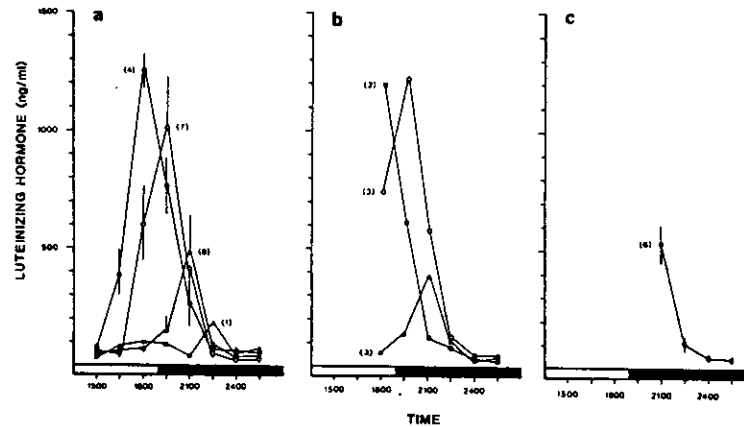 a
b
c
LUTEINIZING HORMONE (ng/ml)
1500
1000
500
(4)
(7)
(8)
(1)
(2)
(3)
(3)
(6)
1500 1800 2100 2400
1500 1800 2100 2400
1500 1800 2100 2400
TIME